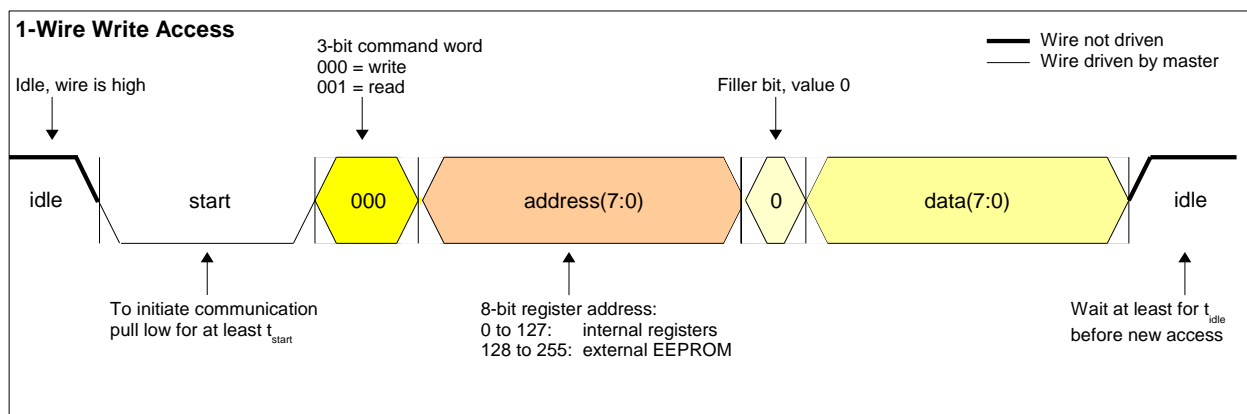 1-Wire Write Access
3-bit command word
000 = write
001 = read
Wire not driven
Wire driven by master
Idle, wire is high
Filler bit, value 0
idle
start
000
address(7:0)
0
data(7:0)
idle
To initiate communication
pull low for at least tstart
8-bit register address:
0 to 127: internal registers
128 to 255: external EEPROM
Wait at least for tidle
before new access